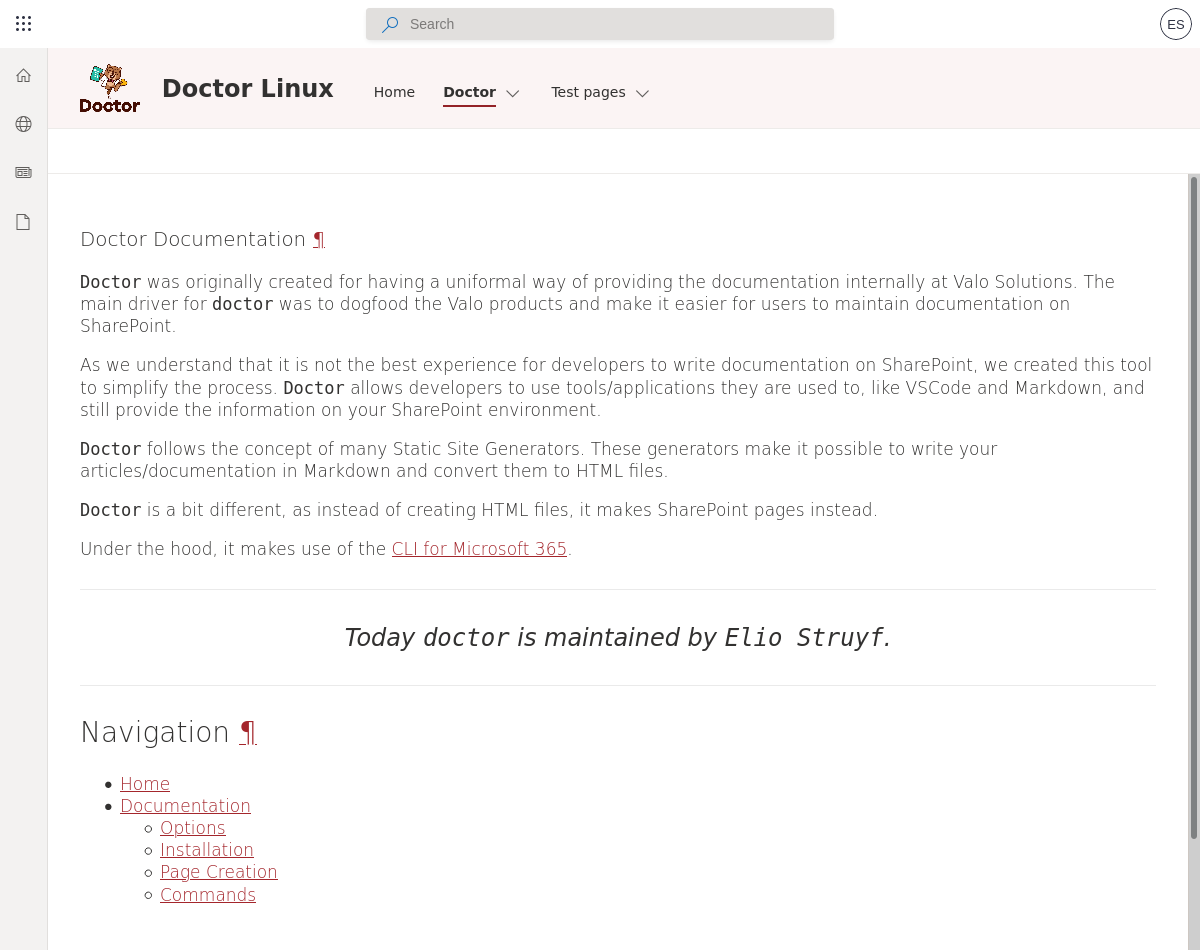 Search
ES
Doctor
Doctor Linux
Home
Doctor
Test pages
Doctor Documentation ¶
Doctor was originally created for having a uniformal way of providing the documentation internally at Valo Solutions. The
main driver for doctor was to dogfood the Valo products and make it easier for users to maintain documentation on
SharePoint.
As we understand that it is not the best experience for developers to write documentation on SharePoint, we created this tool
to simplify the process. Doctor allows developers to use tools/applications they are used to, like VSCode and Markdown, and
still provide the information on your SharePoint environment.
Doctor follows the concept of many Static Site Generators. These generators make it possible to write your
articles/documentation in Markdown and convert them to HTML files.
Doctor is a bit different, as instead of creating HTML files, it makes SharePoint pages instead.
Under the hood, it makes use of the CLI for Microsoft 365.
Today doctor is maintained by Elio Struyf.
Navigation ¶
Home
Documentation
Options
Installation
Page Creation
Commands